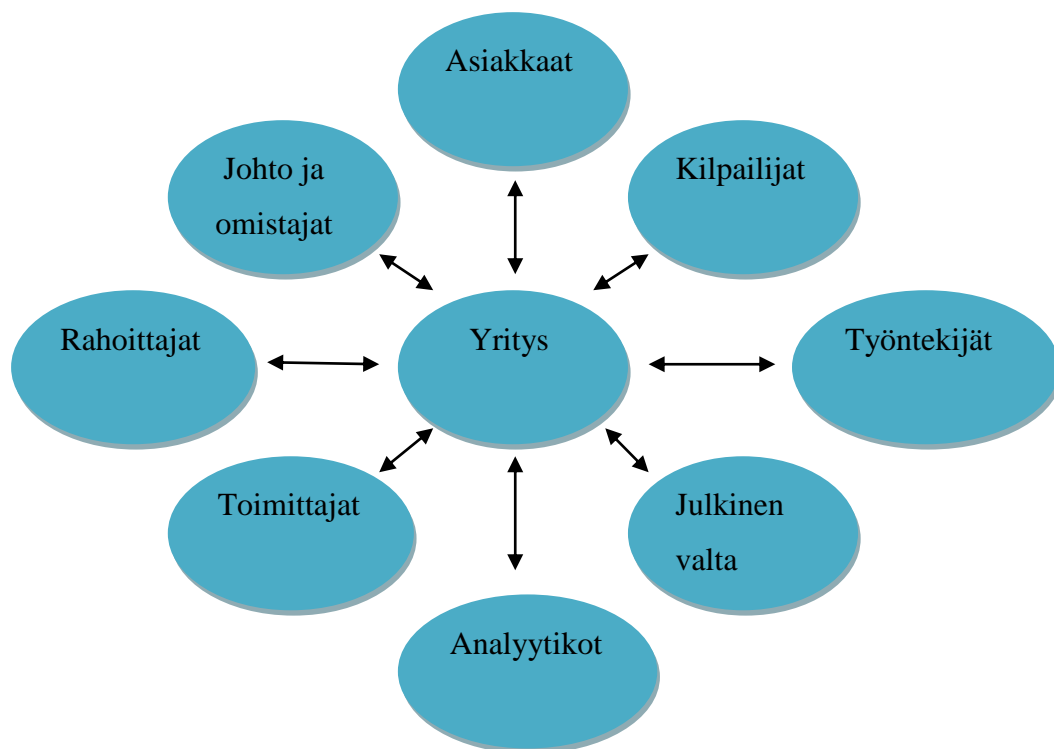 Asiakkaat
Johto ja
omistajat
Kilpailijat
Rahoittajat
Yritys
Työntekijät
Toimittajat
Julkinen
valta
Analyytikot